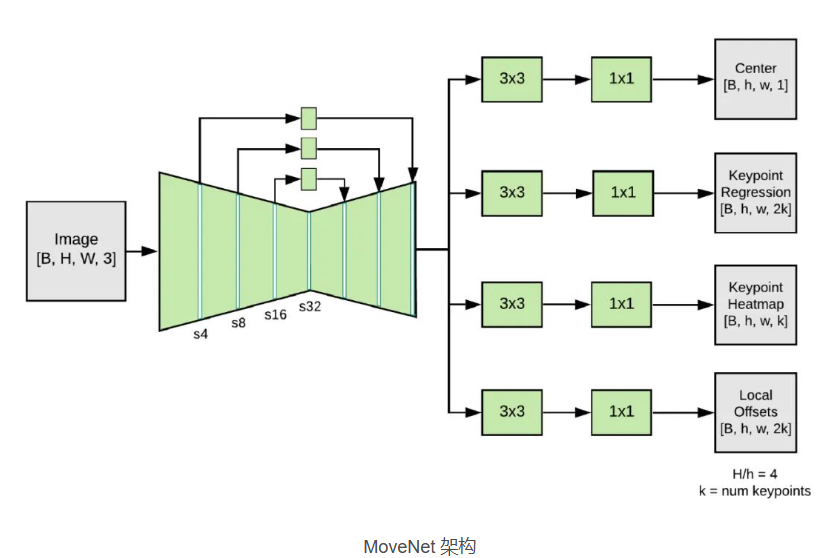 Image
[B, H, W, 3]
s4
s8
s16
s32
3x3
1x1
Center
[B, h, w, 1]
3x3
1x1
Keypoint
Regression
[B, h, w, 2k]
3x3
1x1
Keypoint
Heatmap
[B, h, w, k]
3x3
1x1
Local
Offsets
[B, h, w, 2k]
H/h = 4
k = num keypoints
MoveNet 架构